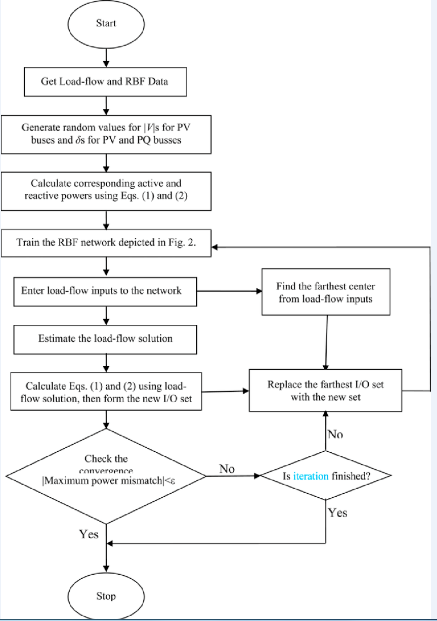 Start
Get Load-flow and RBF Data
Generate random values for |V|s for PV
buses and δs for PV and PQ busses
Calculate corresponding active and
reactive powers using Eqs. (1) and (2)
Train the RBF network depicted in Fig. 2.
Enter load-flow inputs to the network
Find the farthest center
from load-flow inputs
Estimate the load-flow solution
Calculate Eqs. (1) and (2) using load-
flow solution, then form the new I/O set
Replace the farthest I/O set
with the new set
No
Check the
convergence
|Maximum power mismatch|<ε
No
Is iteration finished?
Yes
Yes
Stop